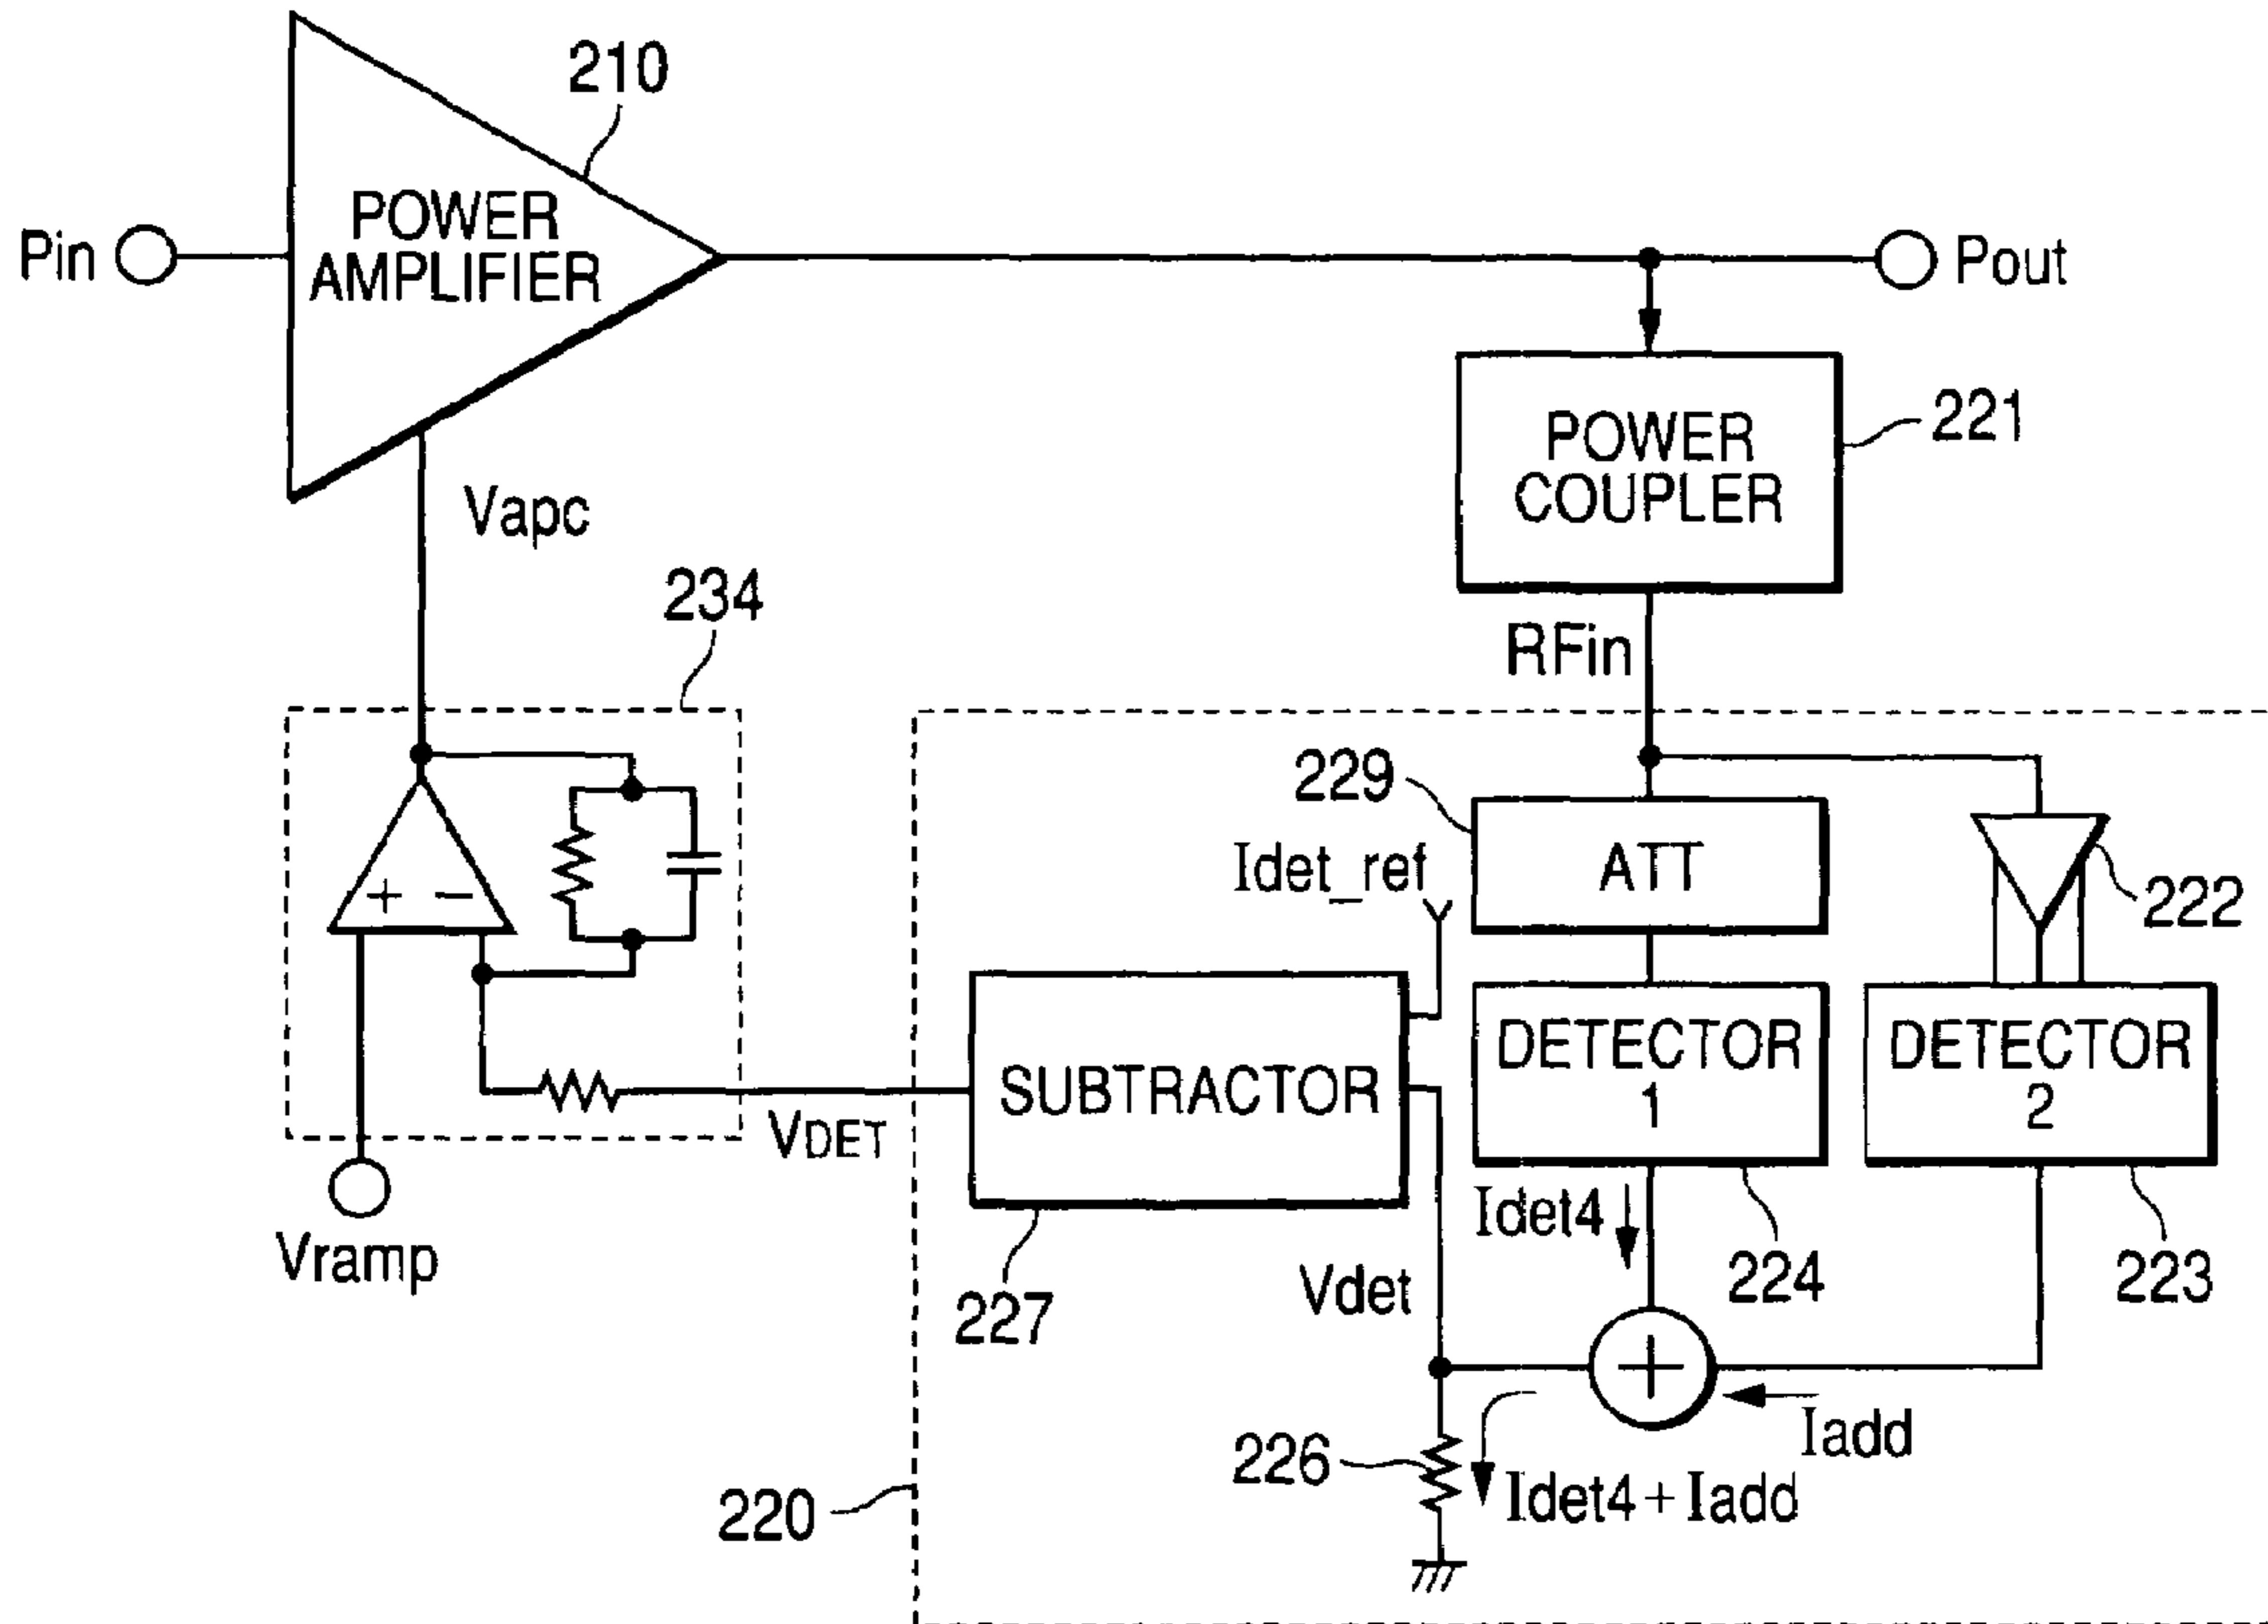 210
POWER
AMPLIFIER
Pin
Pout
POWER
COUPLER
221
Vapc
234
RFin
229
ATT
222
Idet_ref
+ −
SUBTRACTOR
DETECTOR
1
DETECTOR
2
VDET
Vramp
227
Idet4
224
223
Vdet
+
Iadd
226
Idet4 + Iadd
220